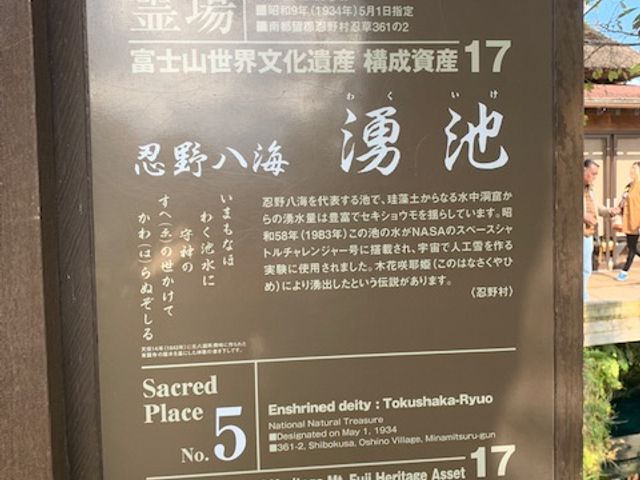 霊場
■昭和9年(1934年)5月1日指定
■南都留郡忍野村忍草361の2
富士山世界文化遺産 構成資産 17
忍野八海 湧池
わく いけ
忍野八海を代表する池で、珪藻土からなる水中洞窟か
らの湧水量は豊富でセキショウモを揺らしています。昭
和58年(1983年)この池の水がNASAのスペースシャ
トルチャレンジャー号に搭載され、宇宙で人工雪を作る
実験に使用されました。木花咲耶姫(このはなさくやひ
め)により湧出したという伝説があります。
〈忍野村〉
いまもなほ
わく池水に
守神の
すへ(ゑ)の世かけて
かわ(は)らぬぞしる
Sacred
Place
No. 5
Enshrined deity : Tokushaka-Ryuo
National Natural Treasure
■Designated on May 1, 1934
■361-2, Shibokusa, Oshino Village, Minamitsuru-gun
Heritage Mt. Fuji Heritage Asset 17